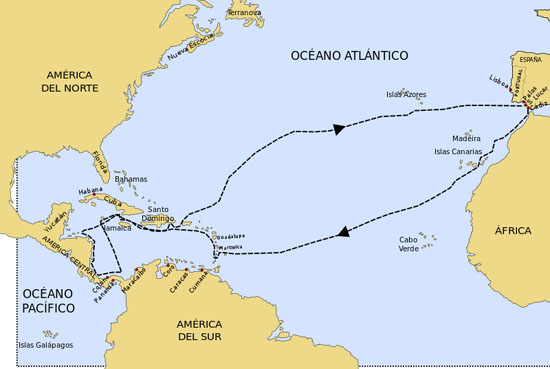 Terranova
Nueva Escocia
OCÉANO ATLÁNTICO
ESPAÑA
PORTUGAL
Lisboa
Palos
S. Lucar
Cádiz
AMÉRICA
DEL NORTE
Islas Azores
Madeira
Islas Canarias
Florida
Bahamas
Habana
Cuba
Yucatán
Santo
Domingo
Jamaica
Guadalupe
Martinica
Cabo
Verde
ÁFRICA
AMÉRICA CENTRAL
Colón
Panamá
Maracaibo
Coro
Caracas
Cumaná
OCÉANO
PACÍFICO
AMÉRICA
DEL SUR
Islas Galápagos